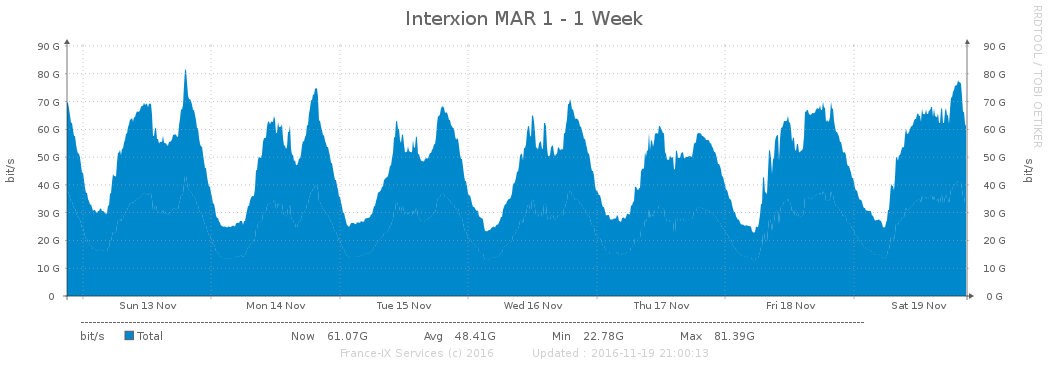 Interxion MAR 1 - 1 Week
RRDTOOL / TOBI OETIKER
bit/s
90 G 90 G
80 G 80 G
70 G 70 G
60 G 60 G
50 G 50 G
40 G 40 G
30 G 30 G
20 G 20 G
10 G 10 G
0 0 G
bit/s
Sun 13 Nov Mon 14 Nov Tue 15 Nov Wed 16 Nov Thu 17 Nov Fri 18 Nov Sat 19 Nov
bit/s Total Now 61.07G Avg 48.41G Min 22.78G Max 81.39G
France-IX Services (c) 2016 Updated : 2016-11-19 21:00:13